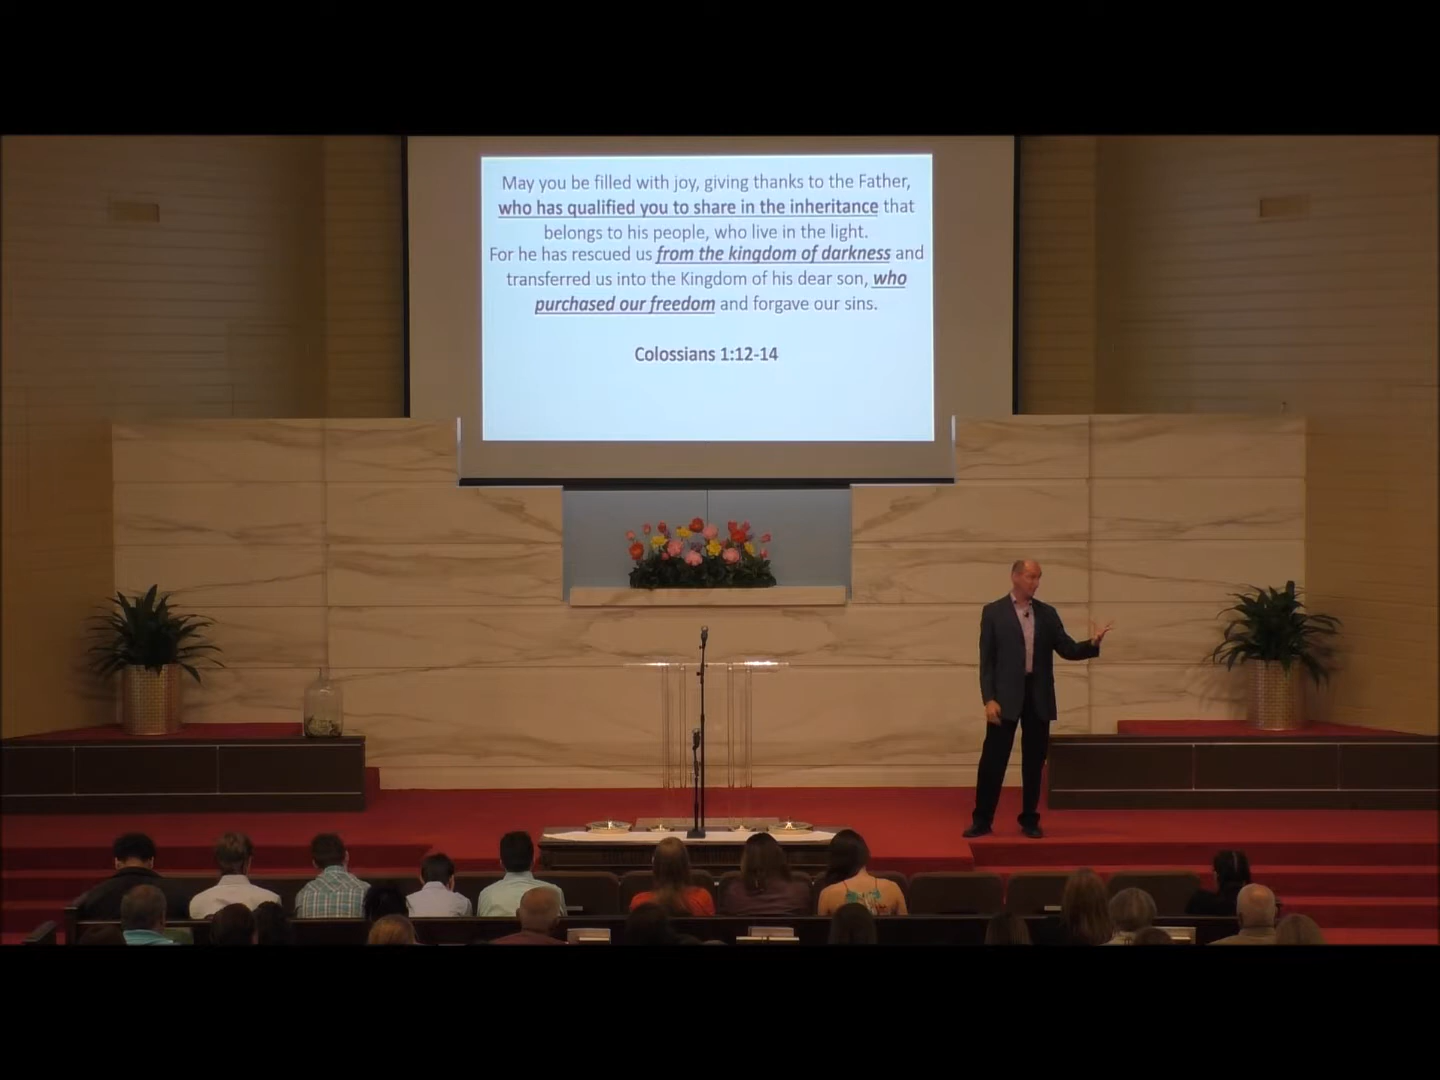 May you be filled with joy, giving thanks to the Father,
who has qualified you to share in the inheritance that
belongs to his people, who live in the light.
For he has rescued us from the kingdom of darkness and
transferred us into the Kingdom of his dear son, who
purchased our freedom and forgave our sins.
Colossians 1:12-14